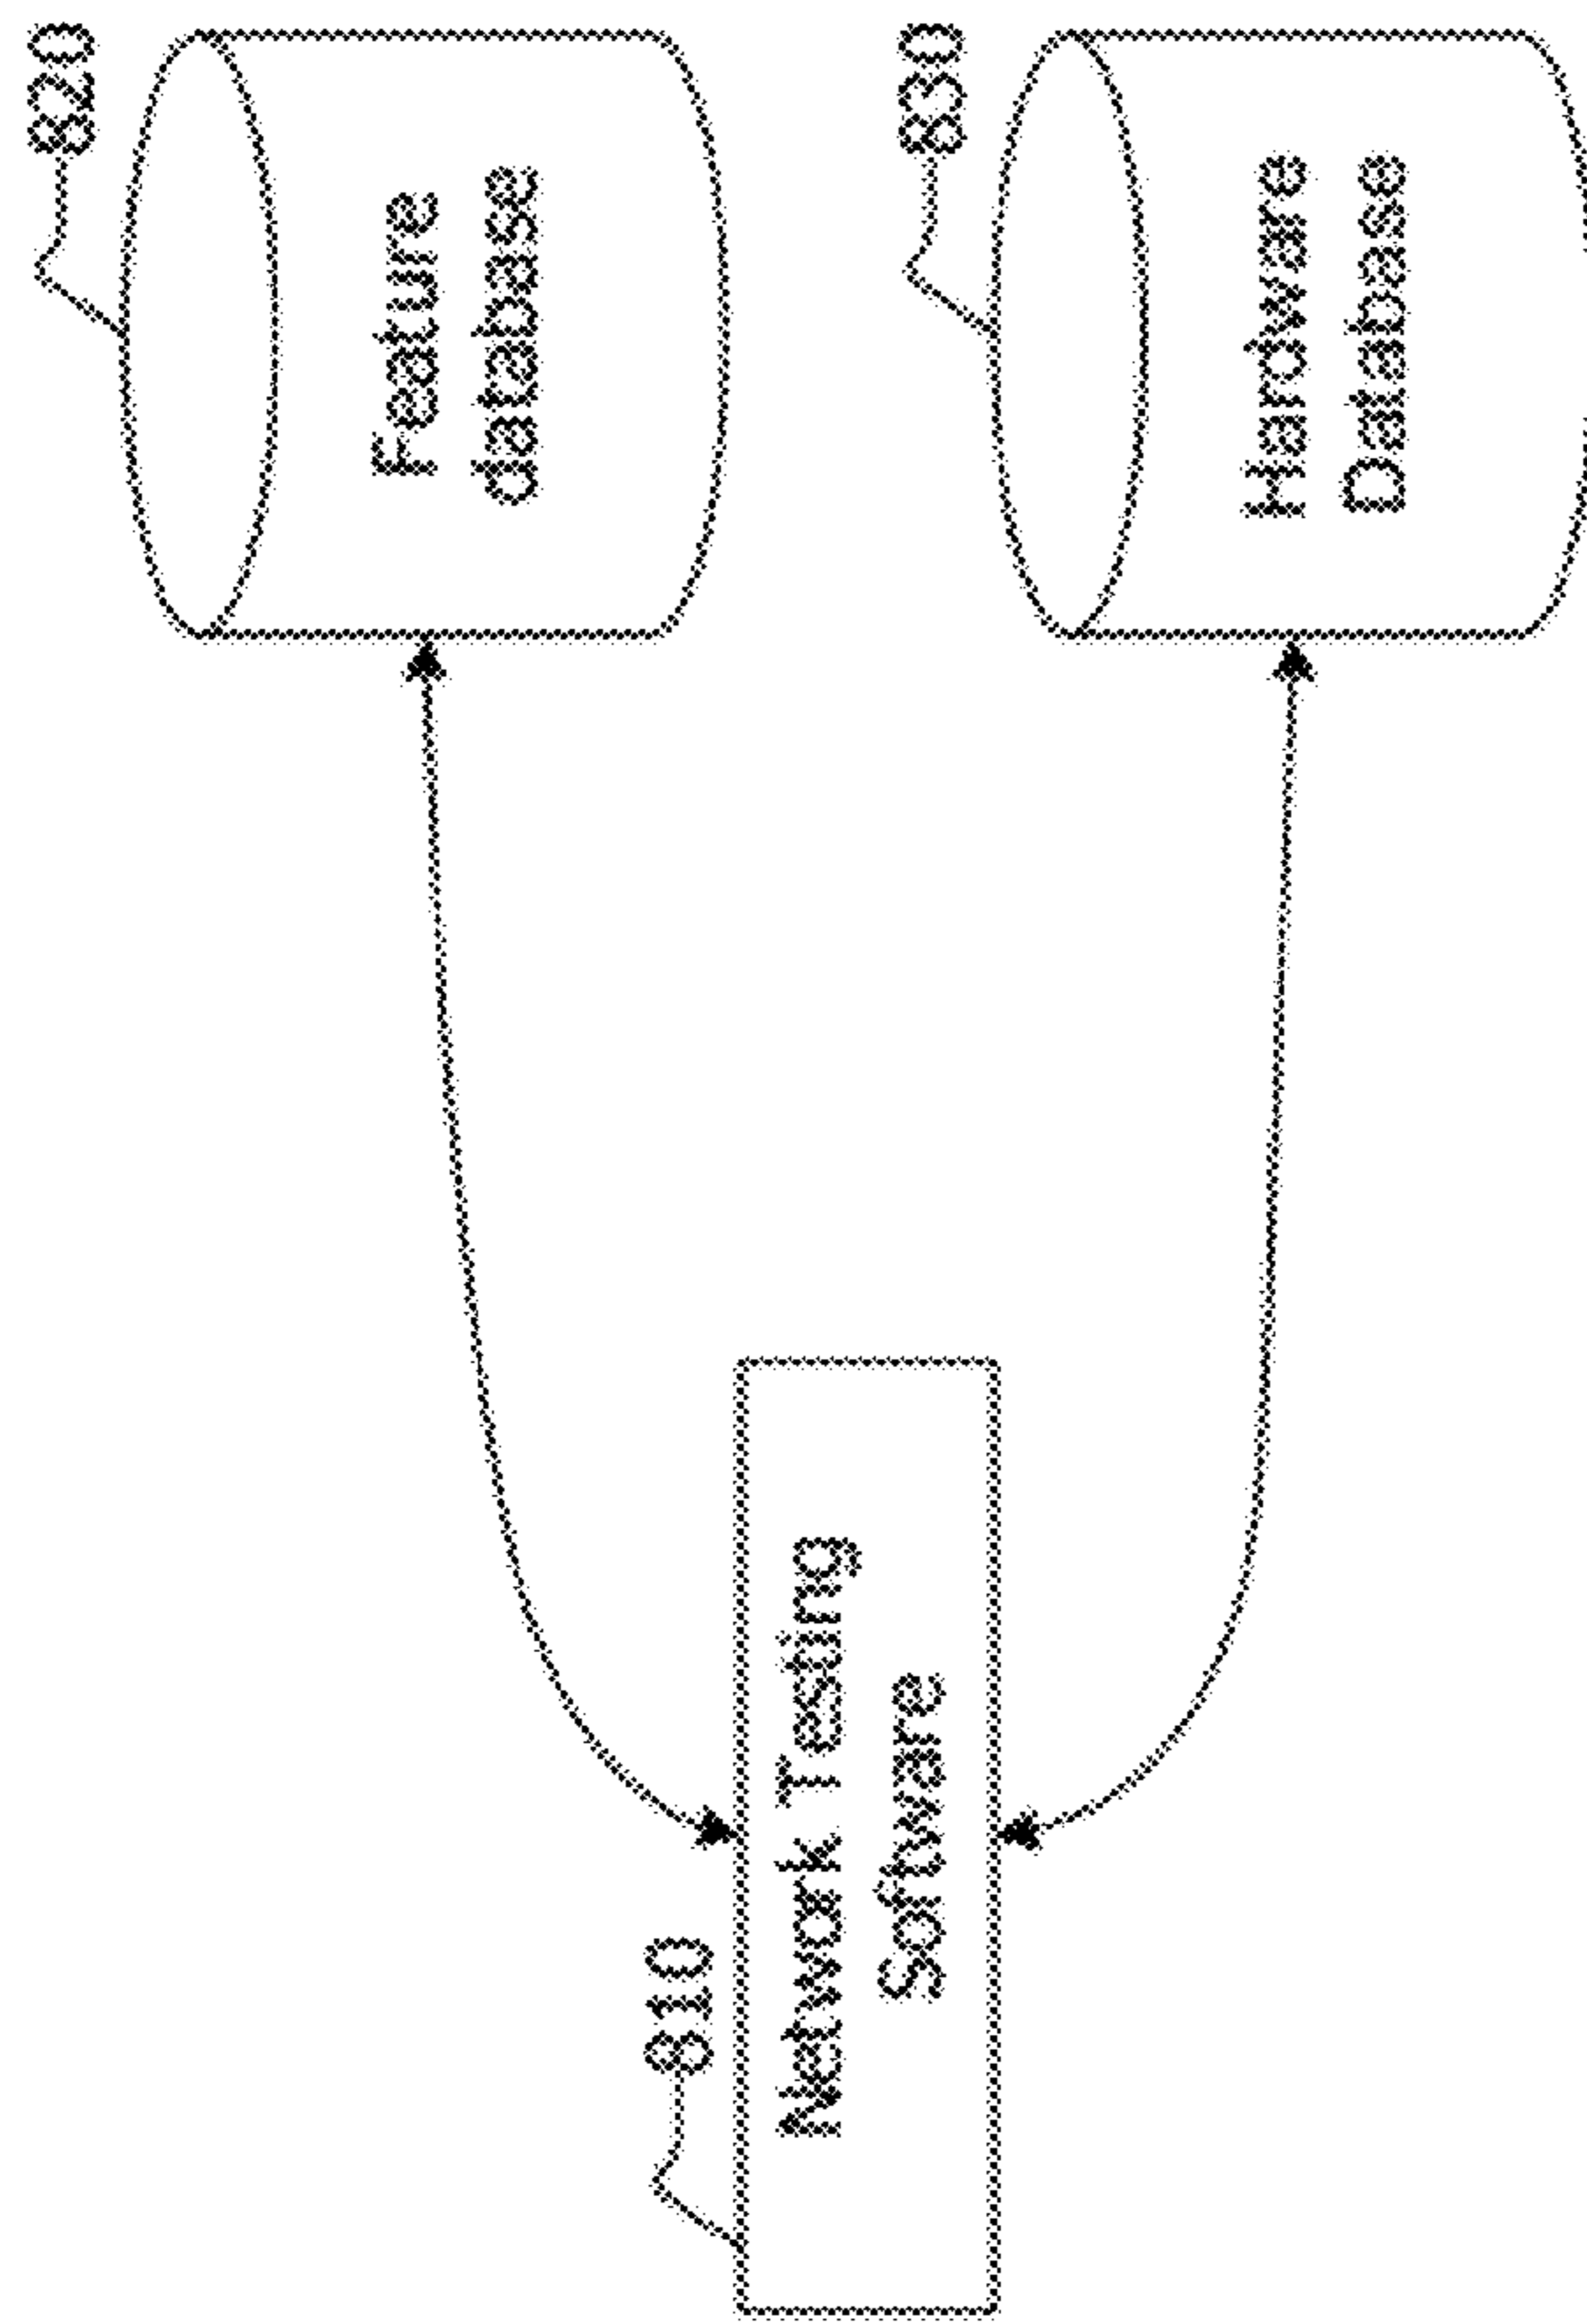 820
Feature
database
830
Hardware
Database
810
Network Testing
Software